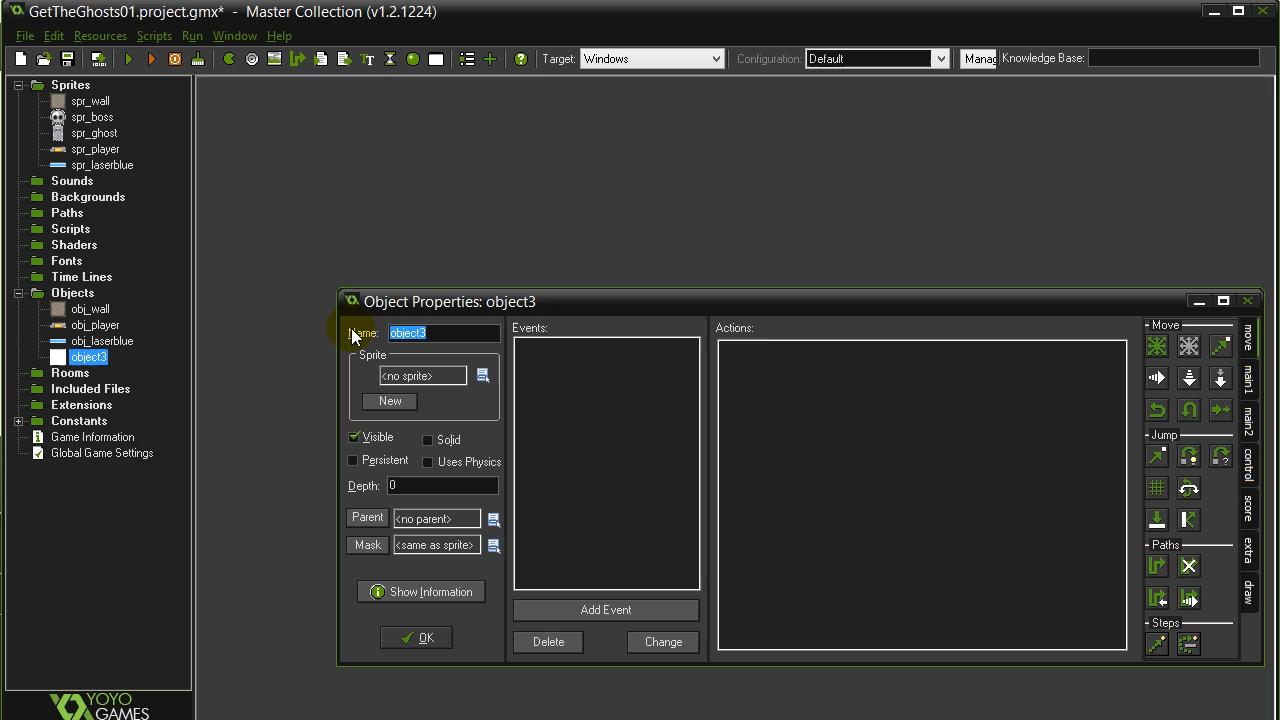 GetTheGhosts01.project.gmx* - Master Collection (v1.2.1224)
File Edit Resources Scripts Run Window Help
Target: Windows Configuration: Default Manag Knowledge Base:
Sprites
spr_wall
spr_boss
spr_ghost
spr_player
spr_laserblue
Sounds
Backgrounds
Paths
Scripts
Shaders
Fonts
Time Lines
Objects
obj_wall
obj_player
obj_laserblue
object3
Rooms
Included Files
Extensions
Constants
Game Information
Global Game Settings
YOYO
GAMES
Object Properties: object3
Name: object3
Sprite
<no sprite>
New
Visible Solid
Persistent Uses Physics
Depth: 0
Parent <no parent>
Mask <same as sprite>
Show Information
OK
Events:
Add Event
Delete Change
Actions:
Move
Jump
Paths
Steps
move
main1
main2
control
score
extra
draw